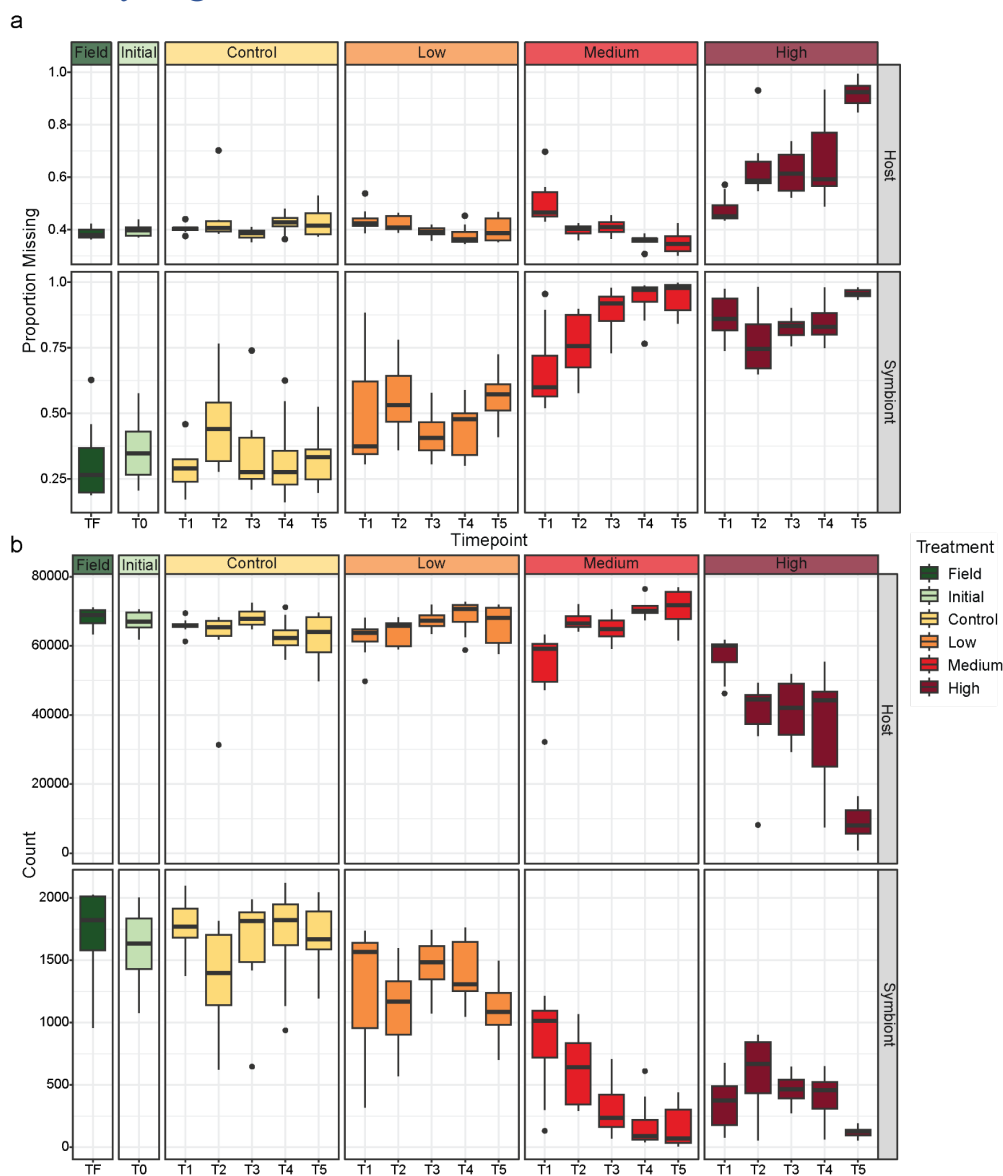 a
Field Initial Control Low Medium High
1.0
0.8
0.6
0.4
Host
Proportion Missing
1.0
0.75
0.50
0.25
Symbiont
TF T0 T1 T2 T3 T4 T5 T1 T2 T3 T4 T5 T1 T2 T3 T4 T5 T1 T2 T3 T4 T5
Timepoint
b
Field Initial Control Low Medium High
80000
60000
40000
20000
0
Host
Count
2000
1500
1000
500
0
Symbiont
TF T0 T1 T2 T3 T4 T5 T1 T2 T3 T4 T5 T1 T2 T3 T4 T5 T1 T2 T3 T4 T5
Treatment
Field
Initial
Control
Low
Medium
High